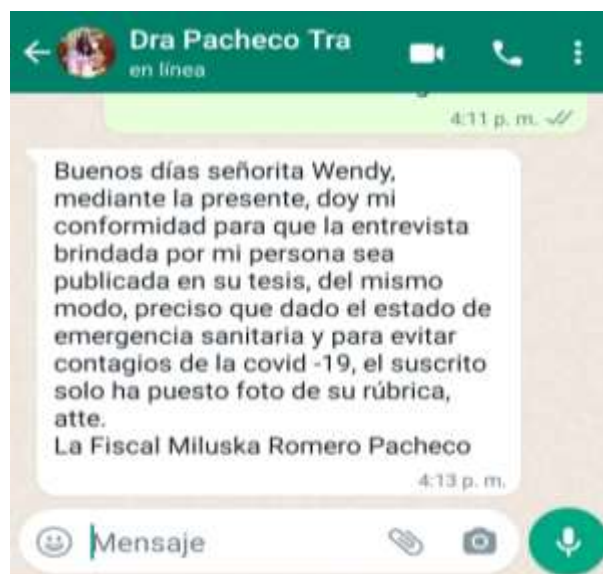 Dra Pacheco Tra
en línea
4:11 p. m.
Buenos días señorita Wendy,
mediante la presente, doy mi
conformidad para que la entrevista
brindada por mi persona sea
publicada en su tesis, del mismo
modo, preciso que dado el estado de
emergencia sanitaria y para evitar
contagios de la covid -19, el suscrito
solo ha puesto foto de su rúbrica,
atte.
La Fiscal Miluska Romero Pacheco
4:13 p. m.
Mensaje